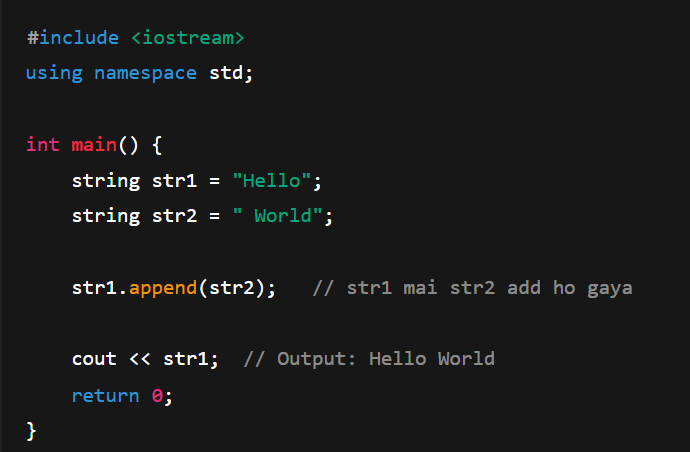 #include <iostream>
using namespace std;
int main() {
string str1 = "Hello";
string str2 = " World";
str1.append(str2);   // str1 mai str2 add ho gaya
cout << str1;  // Output: Hello World
return 0;
}